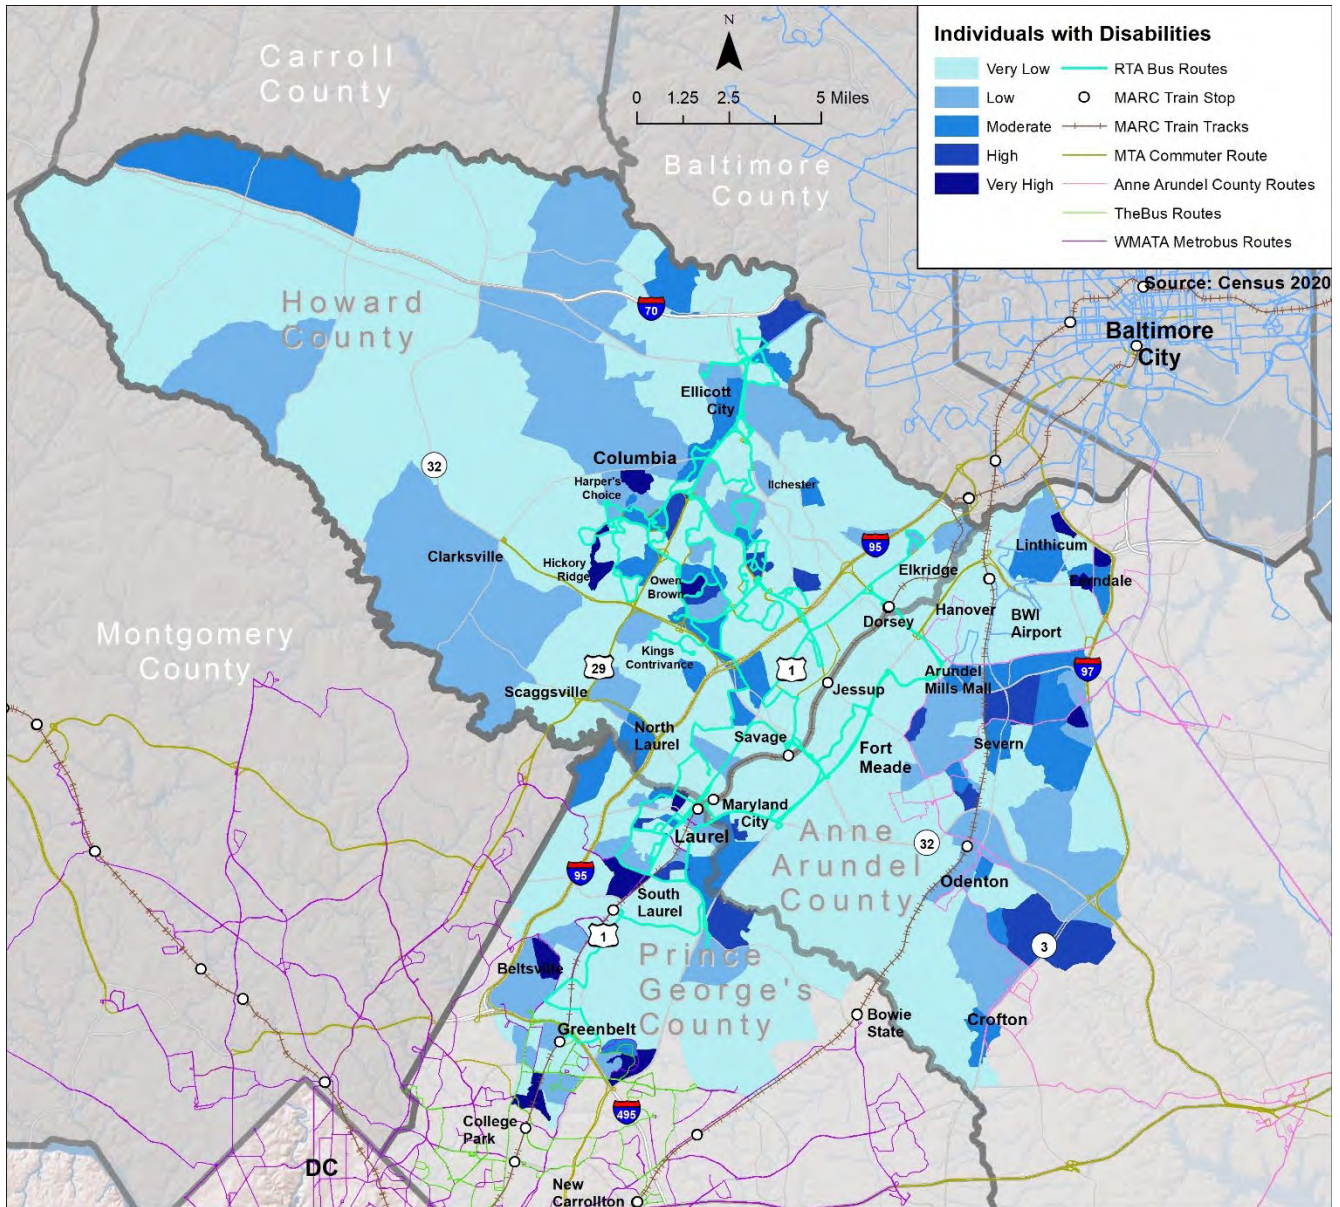 Carroll
County
N
0 1.25 2.5 5 Miles
Baltimore
County
Individuals with Disabilities
Very Low
Low
Moderate
High
Very High
RTA Bus Routes
MARC Train Stop
MARC Train Tracks
MTA Commuter Route
Anne Arundel County Routes
TheBus Routes
WMATA Metrobus Routes
Source: Census 2020
Baltimore
City
Howard
County
70
Ellicott
City
32
Columbia
Harper's
Choice
Ilchester
Clarksville
Hickory
Ridge
Owen
Brown
95
Elkridge
Linthicum
Ferndale
Hanover
BWI
Airport
Dorsey
Montgomery
County
Kings
Contrivance
29
1
Scaggsville
Jessup
Arundel
Mills Mall
97
North
Laurel
Savage
Fort
Meade
Severn
Maryland
City
Laurel
Anne
Arundel
County
32
95
South
Laurel
Odenton
1
3
Beltsville
Prince
George's
County
Greenbelt
Bowie
State
Crofton
College
Park
495
DC
New
Carrollton